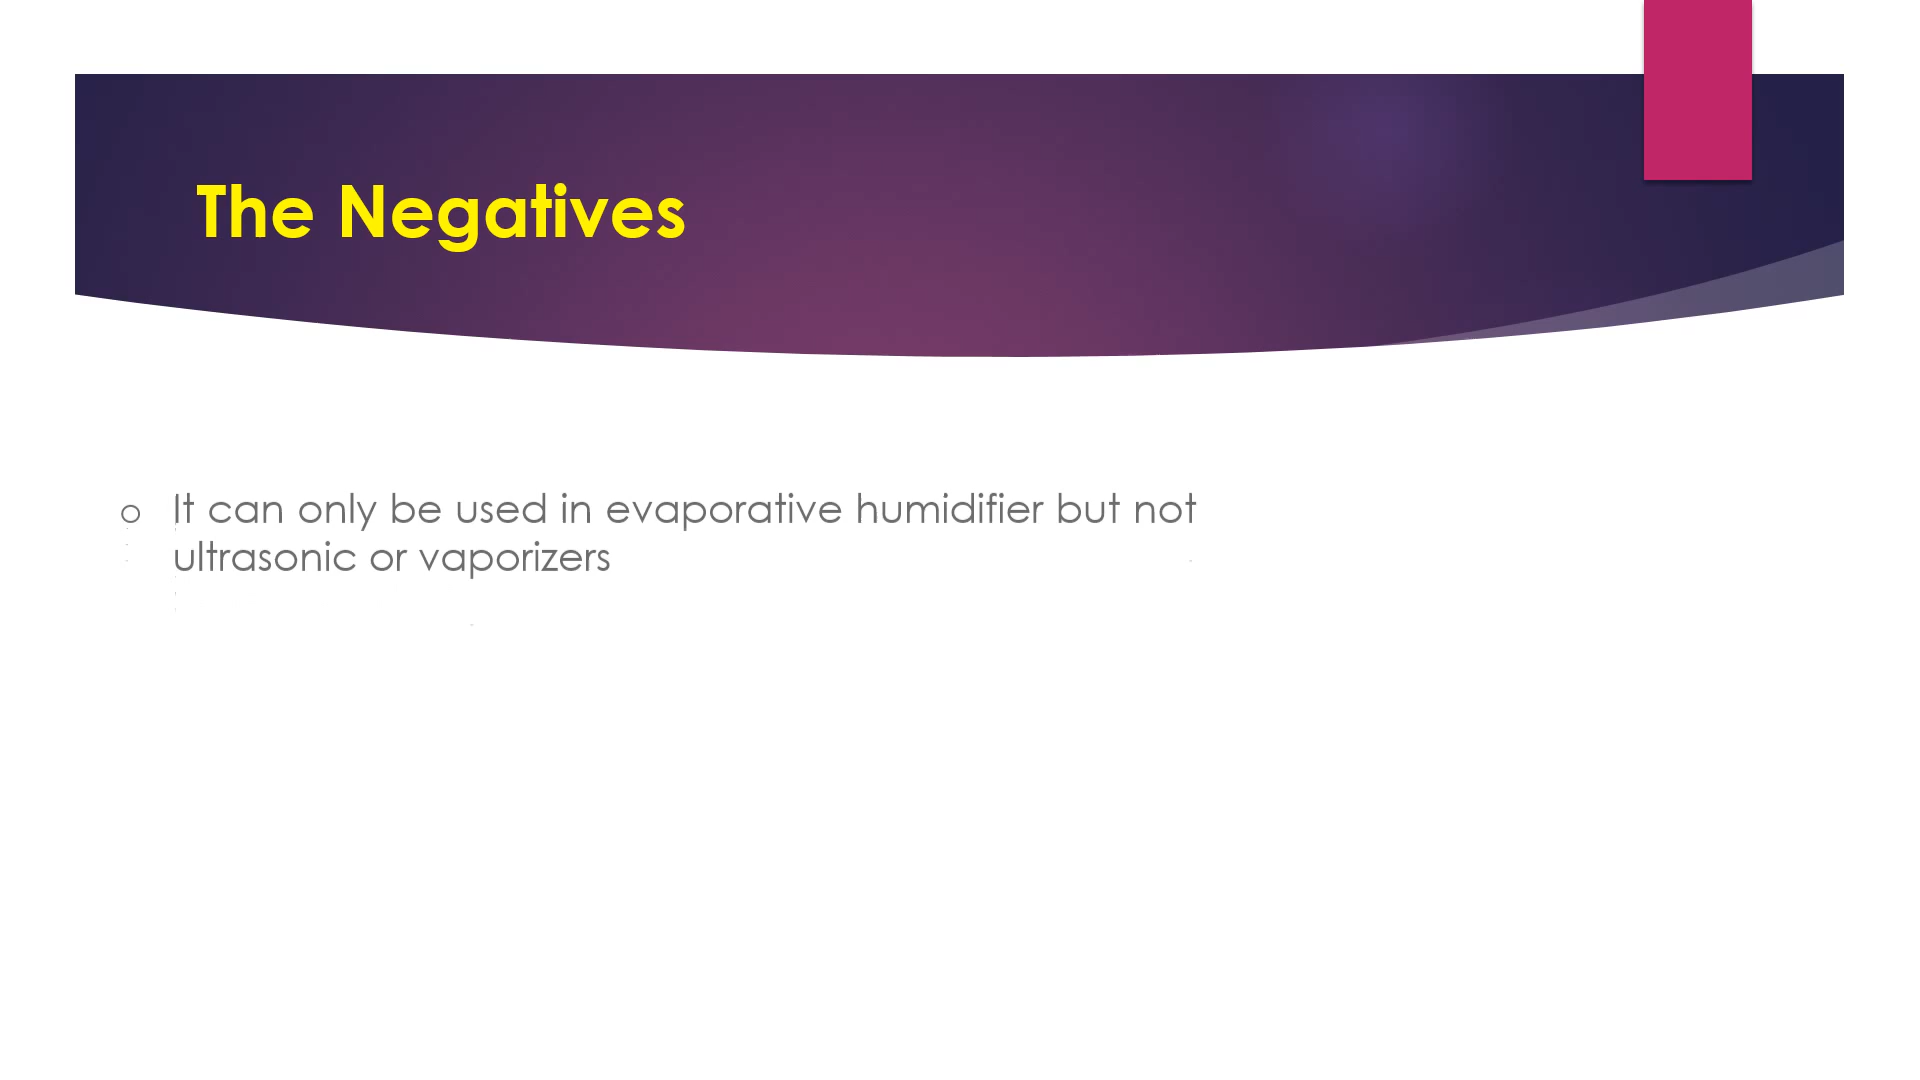 The Negatives
o It can only be used in evaporative humidifier but not
ultrasonic or vaporizers